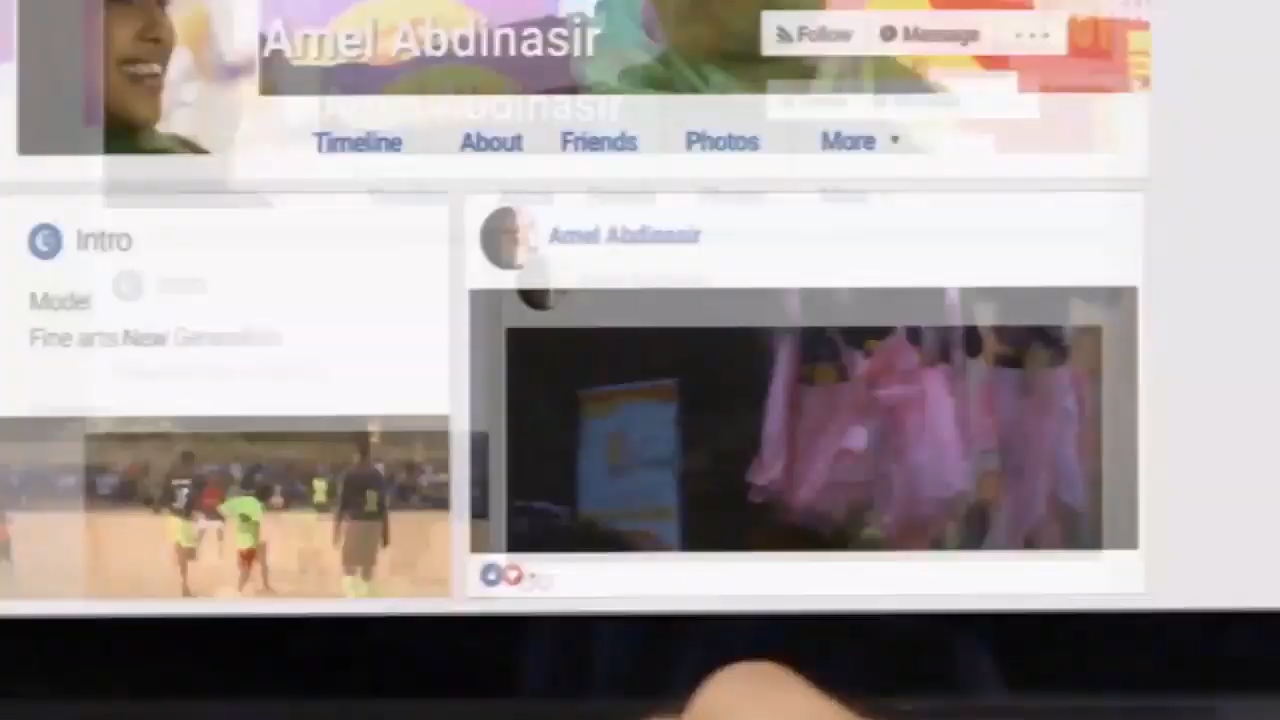 Amel Abdinasir
Follow
Message
Timeline
About
Friends
Photos
More
Intro
Amel Abdinasir
Model
Fine arts New Generation